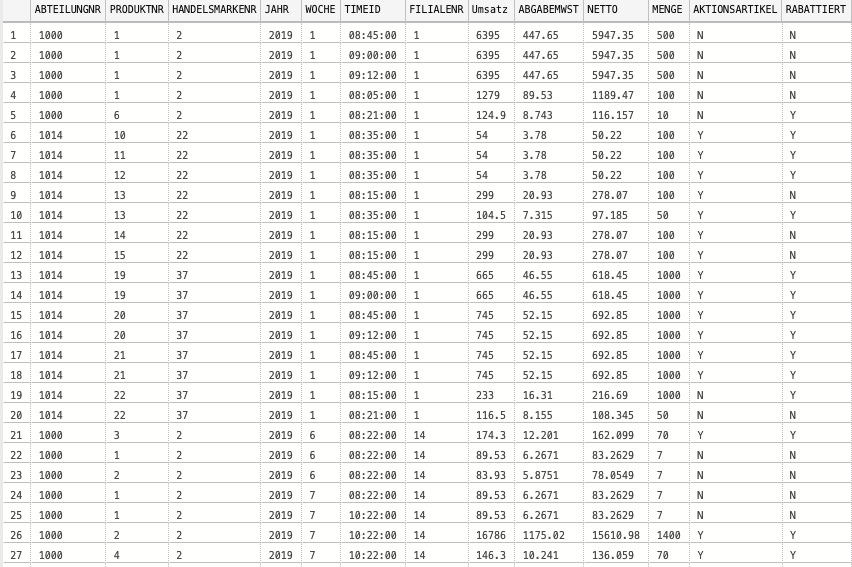 ABTEILUNGNR PRODUKTNR HANDELSMARKENR JAHR WOCHE TIMEID FILIALENR Umsatz ABGABEMWST NETTO MENGE AKTIONSARTIKEL RABATTIERT
1 1000 1 2 2019 1 08:45:00 1 6395 447.65 5947.35 500 N N
2 1000 1 2 2019 1 09:00:00 1 6395 447.65 5947.35 500 N N
3 1000 1 2 2019 1 09:12:00 1 6395 447.65 5947.35 500 N N
4 1000 1 2 2019 1 08:05:00 1 1279 89.53 1189.47 100 N N
5 1000 6 2 2019 1 08:21:00 1 124.9 8.743 116.157 10 N Y
6 1014 10 22 2019 1 08:35:00 1 54 3.78 50.22 100 Y Y
7 1014 11 22 2019 1 08:35:00 1 54 3.78 50.22 100 Y Y
8 1014 12 22 2019 1 08:35:00 1 54 3.78 50.22 100 Y Y
9 1014 13 22 2019 1 08:15:00 1 299 20.93 278.07 100 Y N
10 1014 13 22 2019 1 08:35:00 1 104.5 7.315 97.185 50 Y Y
11 1014 14 22 2019 1 08:15:00 1 299 20.93 278.07 100 Y N
12 1014 15 22 2019 1 08:15:00 1 299 20.93 278.07 100 Y N
13 1014 19 37 2019 1 08:45:00 1 665 46.55 618.45 1000 Y Y
14 1014 19 37 2019 1 09:00:00 1 665 46.55 618.45 1000 Y Y
15 1014 20 37 2019 1 08:45:00 1 745 52.15 692.85 1000 Y Y
16 1014 20 37 2019 1 09:12:00 1 745 52.15 692.85 1000 Y Y
17 1014 21 37 2019 1 08:45:00 1 745 52.15 692.85 1000 Y Y
18 1014 21 37 2019 1 09:12:00 1 745 52.15 692.85 1000 Y Y
19 1014 22 37 2019 1 08:15:00 1 233 16.31 216.69 1000 N Y
20 1014 22 37 2019 1 08:21:00 1 116.5 8.155 108.345 50 N N
21 1000 3 2 2019 6 08:22:00 14 174.3 12.201 162.099 70 Y Y
22 1000 1 2 2019 6 08:22:00 14 89.53 6.2671 83.2629 7 N N
23 1000 2 2 2019 6 08:22:00 14 83.93 5.8751 78.0549 7 N N
24 1000 1 2 2019 7 08:22:00 14 89.53 6.2671 83.2629 7 N N
25 1000 1 2 2019 7 10:22:00 14 89.53 6.2671 83.2629 7 N N
26 1000 2 2 2019 7 10:22:00 14 16786 1175.02 15610.98 1400 Y Y
27 1000 4 2 2019 7 10:22:00 14 146.3 10.241 136.059 70 Y Y